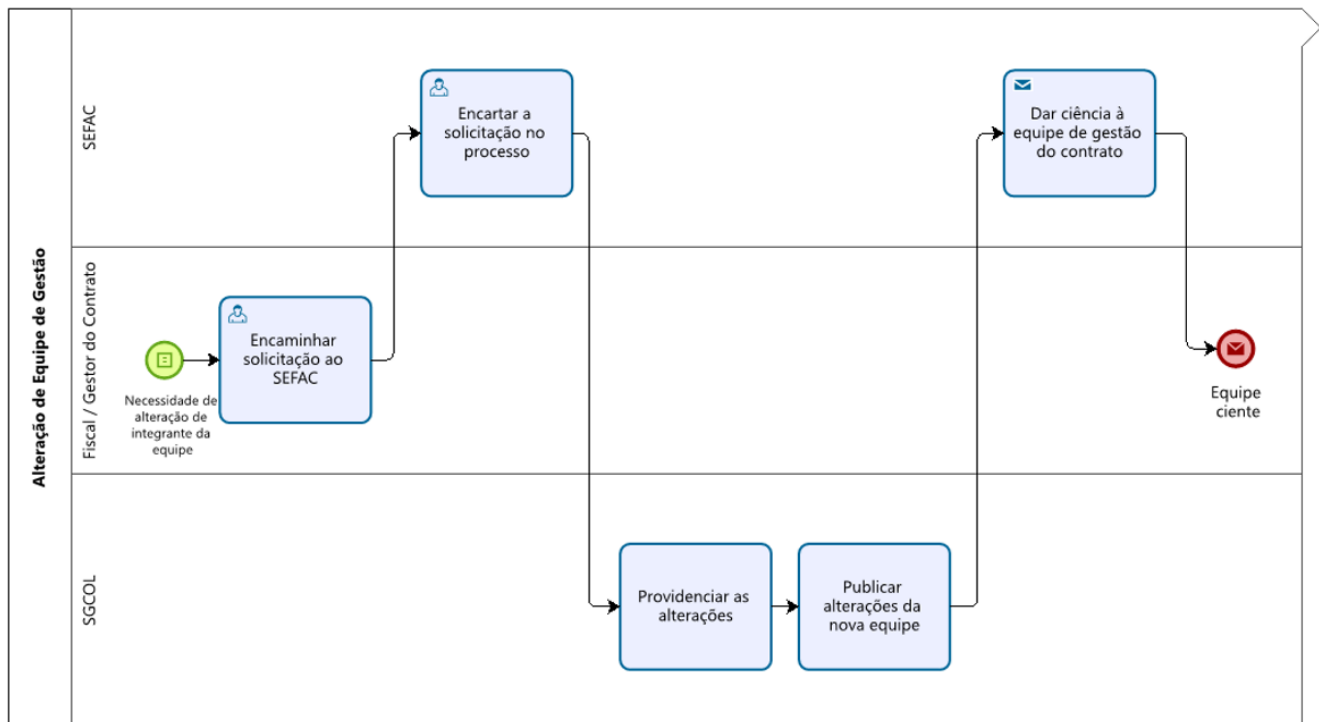 Alteração de Equipe de Gestão
SEFAC
Encartar a
solicitação no
processo
Dar ciência à
equipe de gestão
do contrato
Fiscal / Gestor do Contrato
Necessidade de
alteração de
integrante da
equipe
Encaminhar
solicitação ao
SEFAC
Equipe
ciente
SGCOL
Providenciar as
alterações
Publicar
alterações da
nova equipe